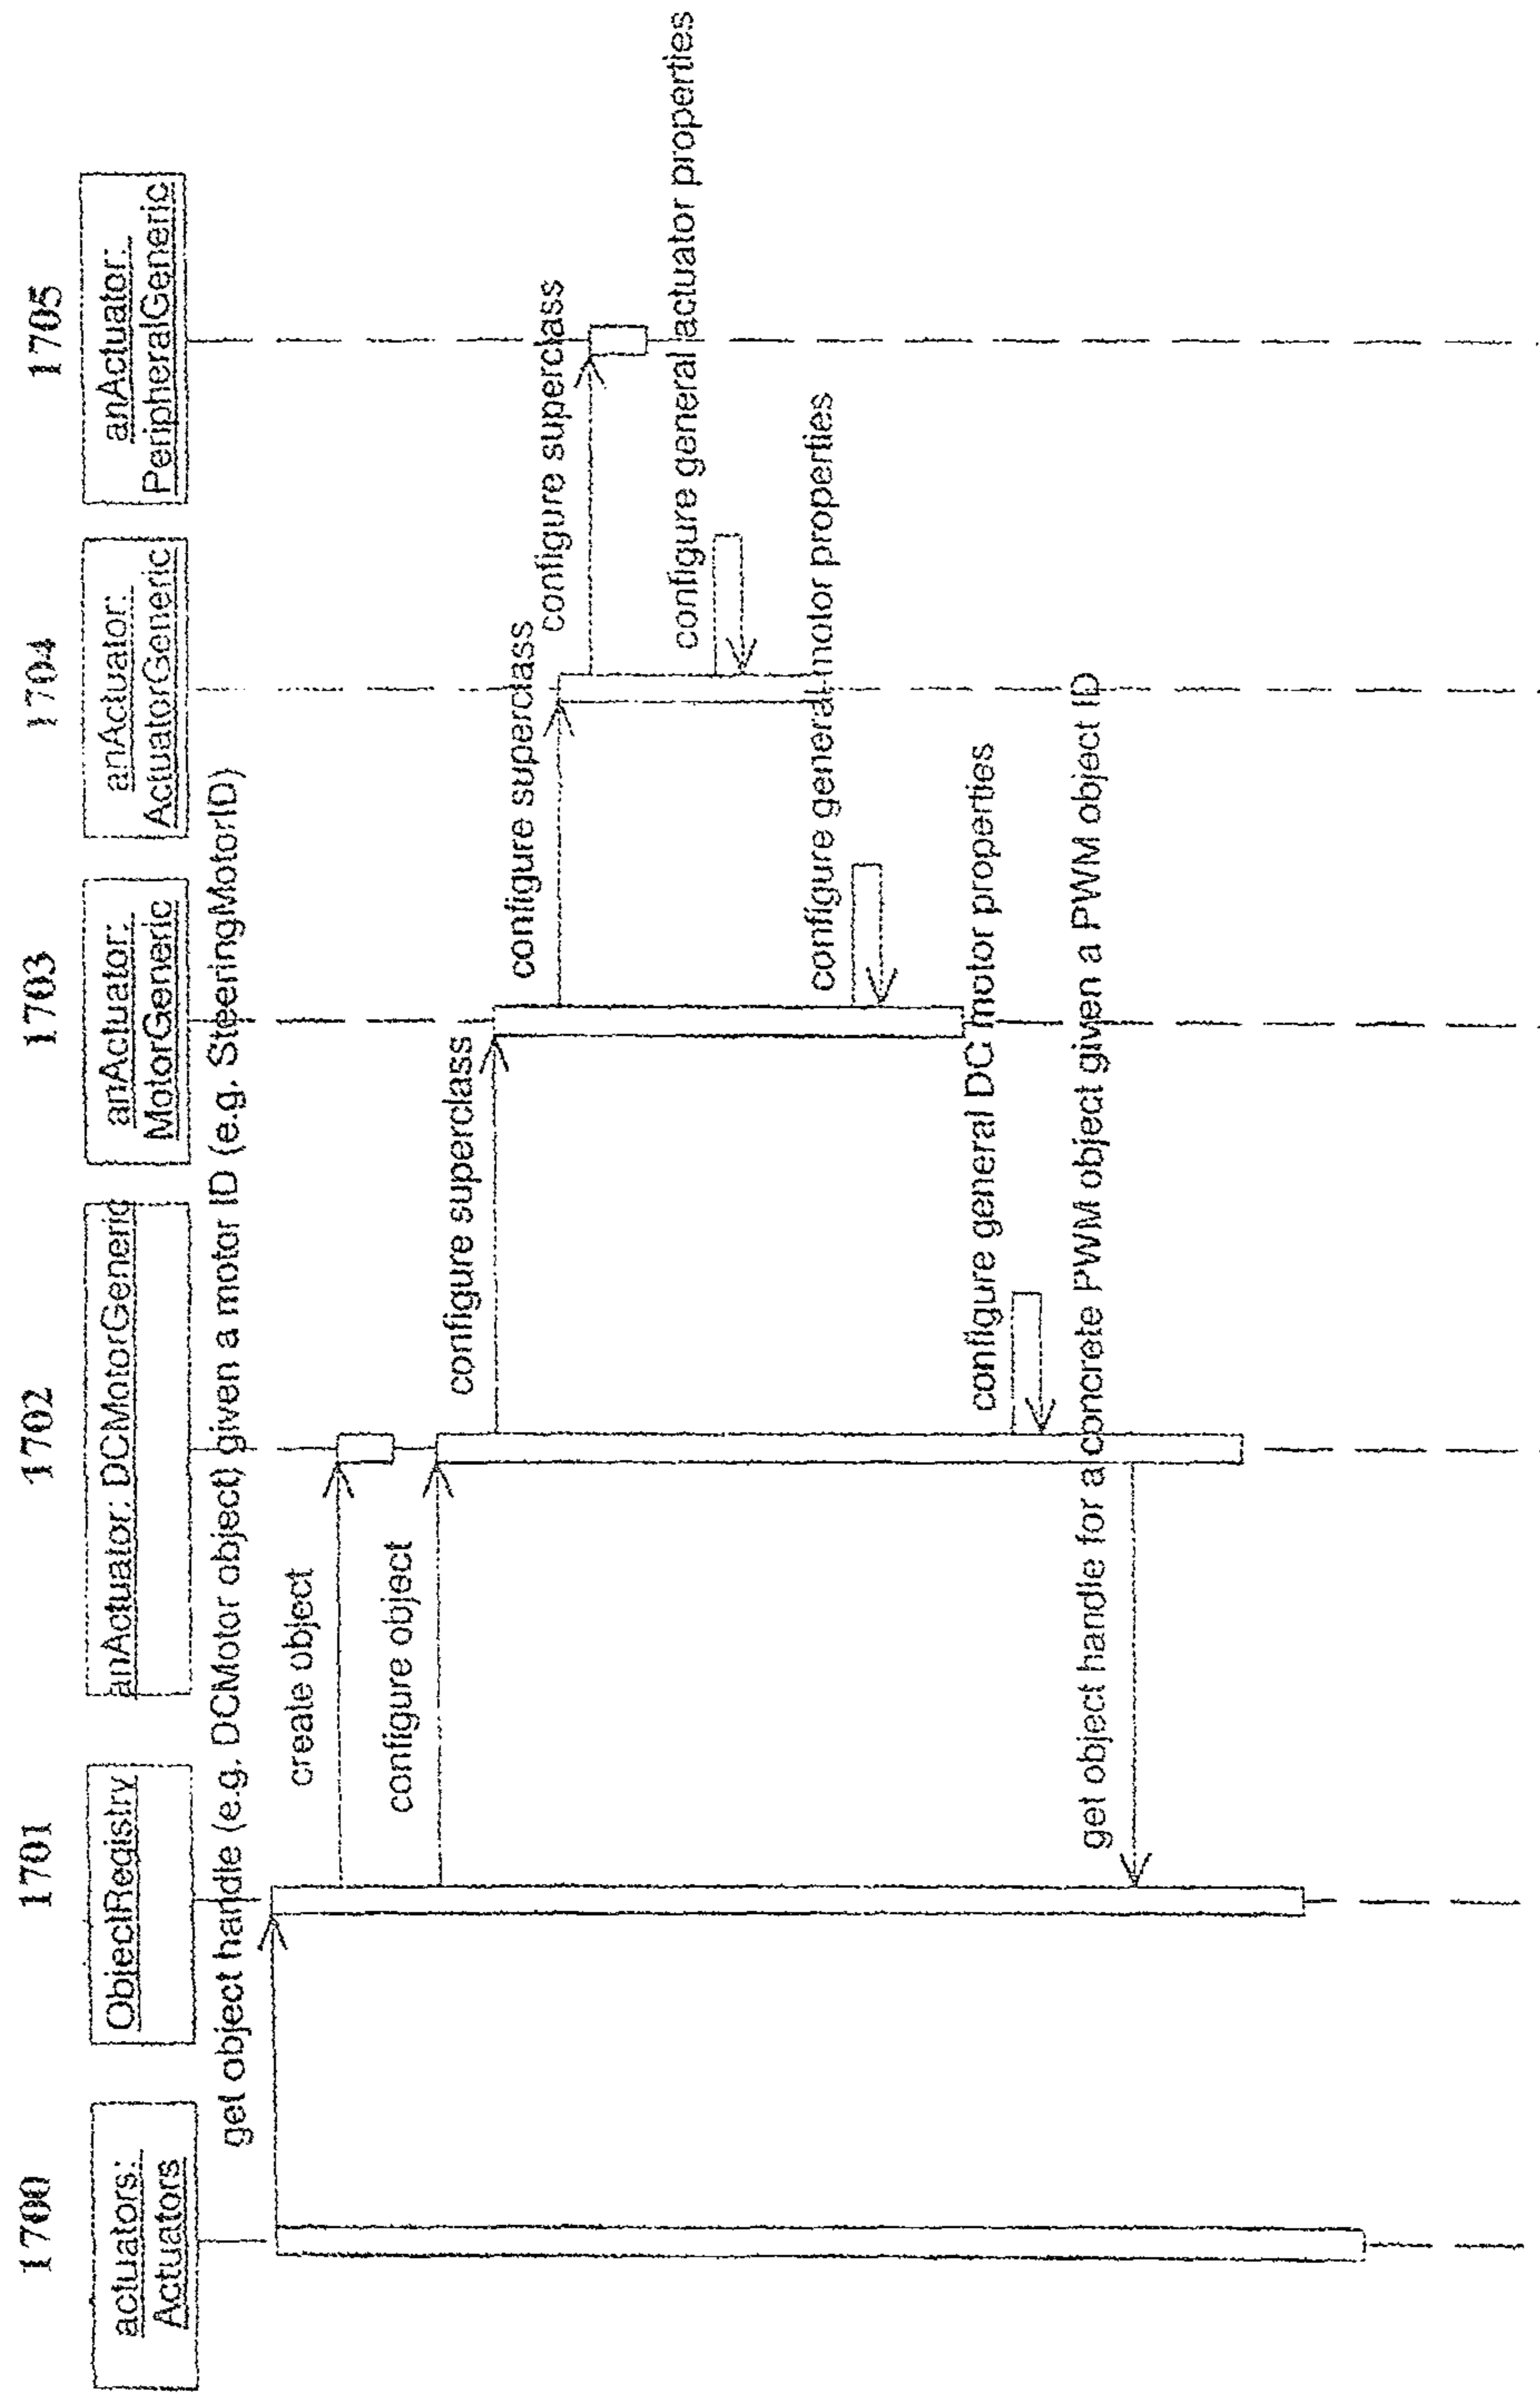 1700
1701
1702
1703
1704
1705
actuators:
Actuators
ObjectRegistry
anActuator: DCMotorGeneric
anActuator:
MotorGeneric
anActuator:
ActuatorGeneric
anActuator:
PeripheralGeneric
get object handle (e.g. DCMotor object) given a motor ID (e.g. SteeringMotorID)
create object
configure object
configure superclass
configure superclass
configure superclass
configure general actuator properties
configure general motor properties
configure general DC motor properties
get object handle for a concrete PWM object given a PWM object ID